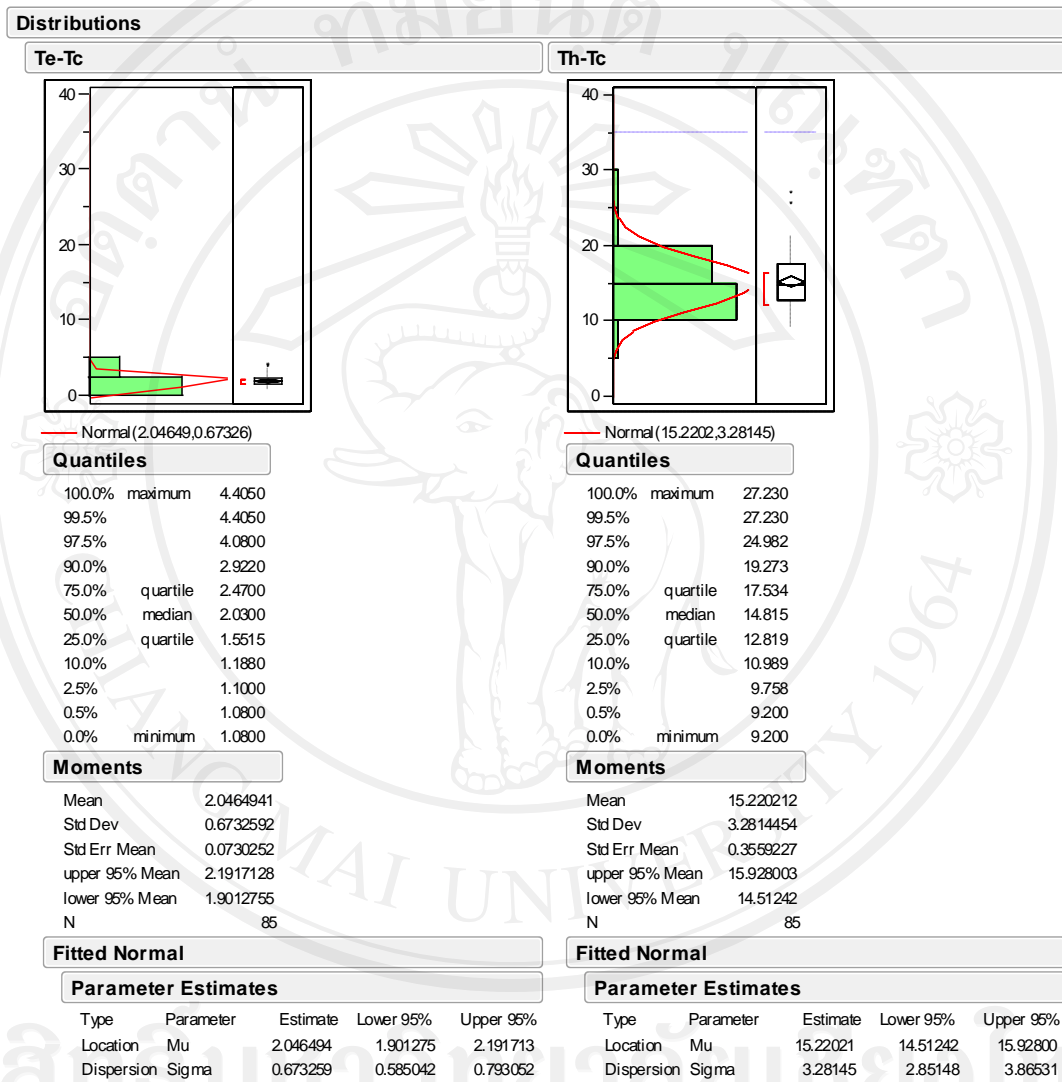 Distributions
Te-Tc
40
30
20
10
0
Normal(2.04649,0.67326)
Quantiles
100.0% maximum 4.4050
99.5% 4.4050
97.5% 4.0800
90.0% 2.9220
75.0% quartile 2.4700
50.0% median 2.0300
25.0% quartile 1.5515
10.0% 1.1880
2.5% 1.1000
0.5% 1.0800
0.0% minimum 1.0800
Moments
Mean 2.0464941
Std Dev 0.6732592
Std Err Mean 0.0730252
upper 95% Mean 2.1917128
lower 95% Mean 1.9012755
N 85
Fitted Normal
Parameter Estimates
Type Parameter Estimate Lower 95% Upper 95%
Location Mu 2.046494 1.901275 2.191713
Dispersion Sigma 0.673259 0.585042 0.793052
Th-Tc
40
30
20
10
0
Normal(15.2202,3.28145)
Quantiles
100.0% maximum 27.230
99.5% 27.230
97.5% 24.982
90.0% 19.273
75.0% quartile 17.534
50.0% median 14.815
25.0% quartile 12.819
10.0% 10.989
2.5% 9.758
0.5% 9.200
0.0% minimum 9.200
Moments
Mean 15.220212
Std Dev 3.2814454
Std Err Mean 0.3559227
upper 95% Mean 15.928003
lower 95% Mean 14.51242
N 85
Fitted Normal
Parameter Estimates
Type Parameter Estimate Lower 95% Upper 95%
Location Mu 15.22021 14.51242 15.92800
Dispersion Sigma 3.28145 2.85148 3.86531
CHIANG MAI UNIVERSITY 1964